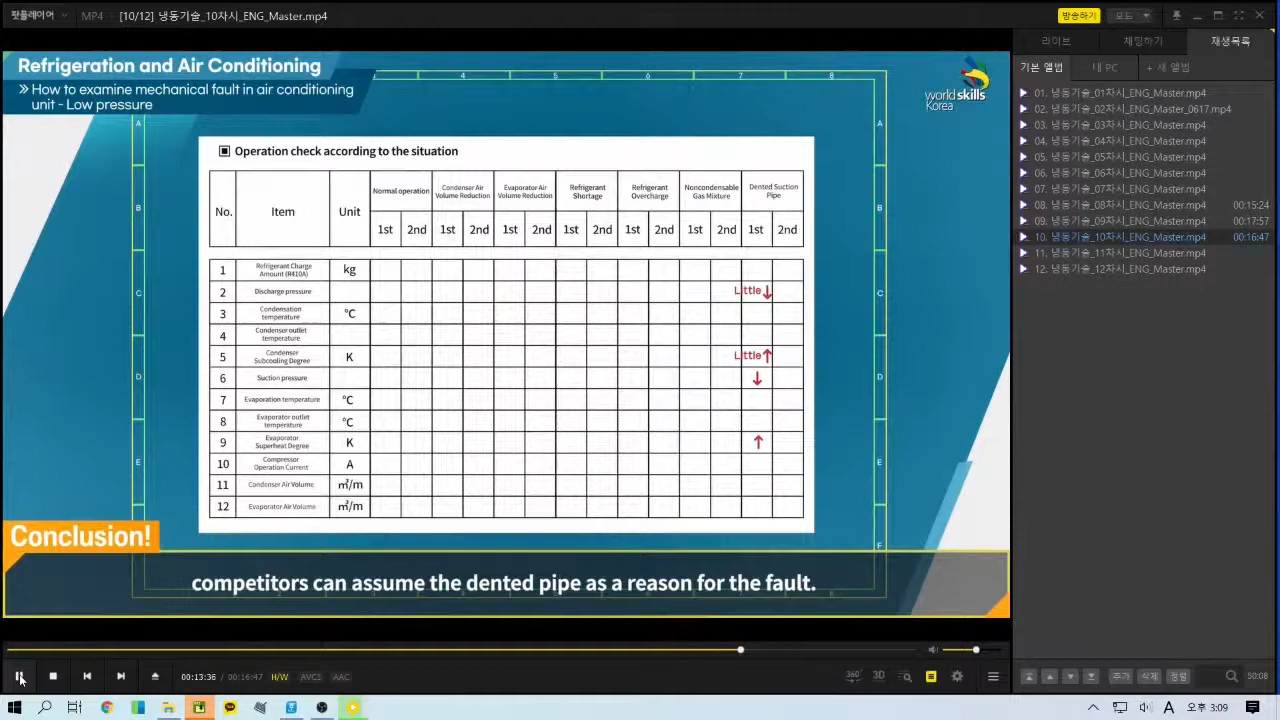 팟플레이어
MP4
[10/12] 냉동기술_10차시_ENG_Master.mp4
방송하기
모드
라이브
채팅하기
재생목록
기본 앨범
내 PC
+ 새 앨범
01. 냉동기술_01차시_ENG_Master.mp4
02. 냉동기술_02차시_ENG_Master_0617.mp4
03. 냉동기술_03차시_ENG_Master.mp4
04. 냉동기술_04차시_ENG_Master.mp4
05. 냉동기술_05차시_ENG_Master.mp4
06. 냉동기술_06차시_ENG_Master.mp4
07. 냉동기술_07차시_ENG_Master.mp4
08. 냉동기술_08차시_ENG_Master.mp4 00:15:24
09. 냉동기술_09차시_ENG_Master.mp4 00:17:57
10. 냉동기술_10차시_ENG_Master.mp4 00:16:47
11. 냉동기술_11차시_ENG_Master.mp4
12. 냉동기술_12차시_ENG_Master.mp4
Refrigeration and Air Conditioning
» How to examine mechanical fault in air conditioning
unit - Low pressure
4 5 6 7 8
world skills
Korea
A B C D E
A B C D E F
▣ Operation check according to the situation
No. Item Unit
Normal operation
Condenser Air
Volume Reduction
Evaporator Air
Volume Reduction
Refrigerant
Shortage
Refrigerant
Overcharge
Noncondensable
Gas Mixture
Dented Suction
Pipe
1st 2nd 1st 2nd 1st 2nd 1st 2nd 1st 2nd 1st 2nd 1st 2nd
1 Refrigerant Charge
Amount (R410A) kg
2 Discharge pressure Little ↓
3 Condensation
temperature °C
4 Condenser outlet
temperature
5 Condenser
Subcooling Degree K Little ↑
6 Suction pressure ↓
7 Evaporation temperature °C
8 Evaporator outlet
temperature °C
9 Evaporator
Superheat Degree K ↑
10 Compressor
Operation Current A
11 Condenser Air Volume ㎥/m
12 Evaporator Air Volume ㎥/m
Conclusion!
competitors can assume the dented pipe as a reason for the fault.
00:13:36 / 00:16:47 H/W AVC1 AAC
360° 3D
추가 삭제 정렬
50:08
A 오후 3:09